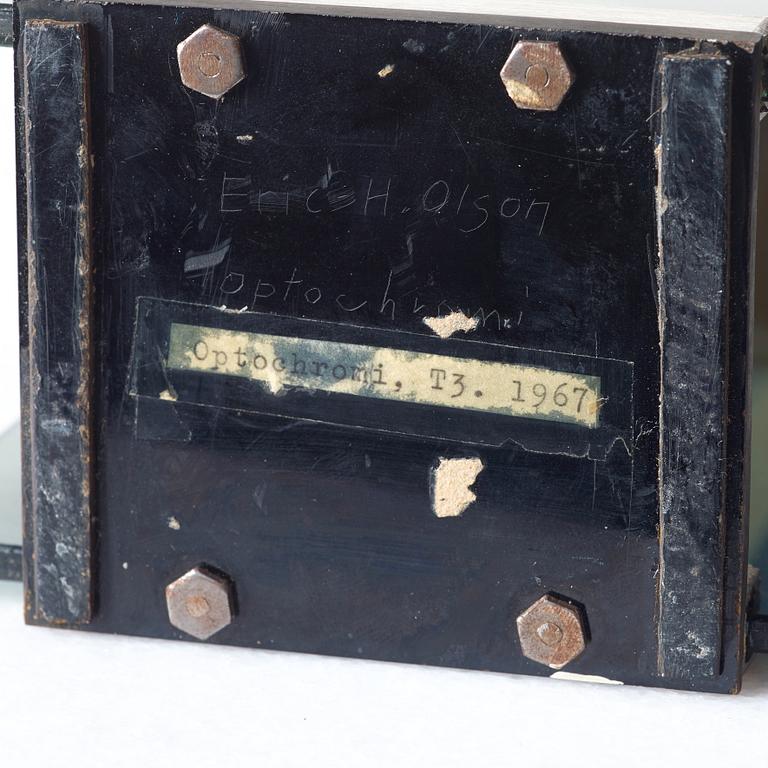 Eric H. Olson
Optochromi
Optochromi, T3. 1967